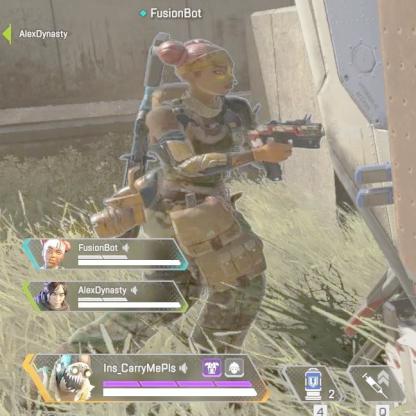 FusionBot
AlexDynasty
FusionBot
AlexDynasty
Ins_CarryMePls
2
4
0